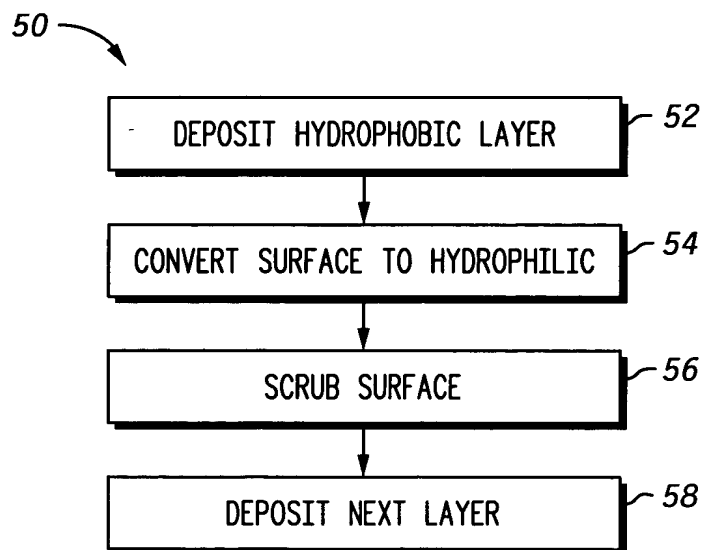 50
DEPOSIT HYDROPHOBIC LAYER
52
CONVERT SURFACE TO HYDROPHILIC
54
SCRUB SURFACE
56
DEPOSIT NEXT LAYER
58